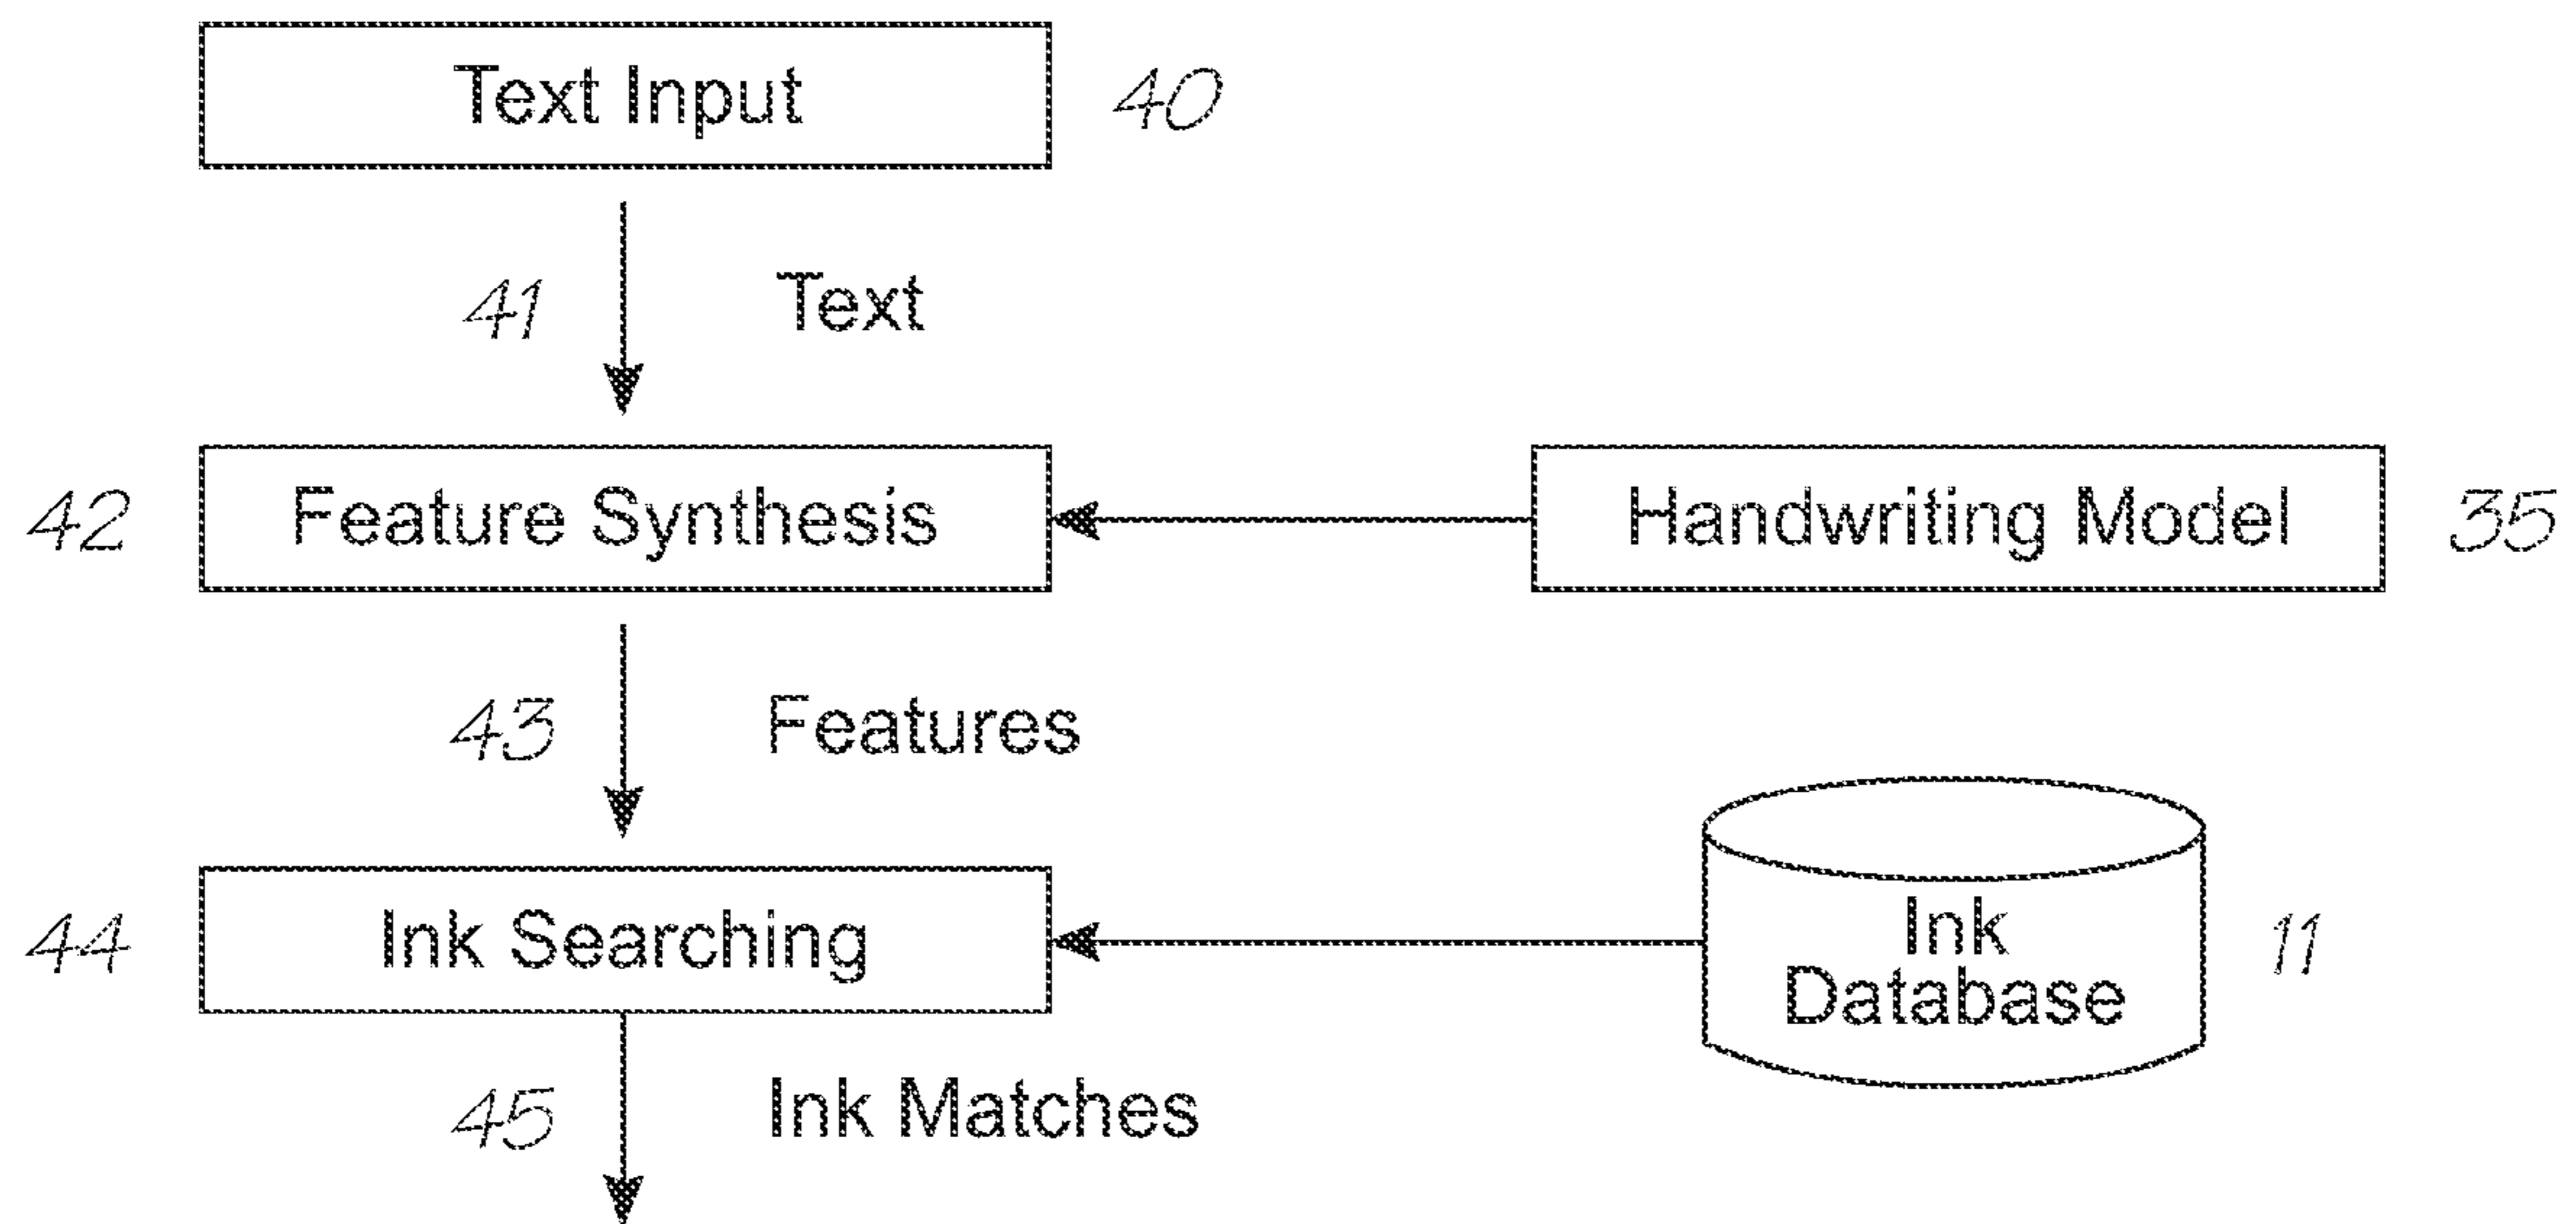 Text Input 40
41 Text
42 Feature Synthesis Handwriting Model 35
43 Features
44 Ink Searching Ink 11
Database
45 Ink Matches